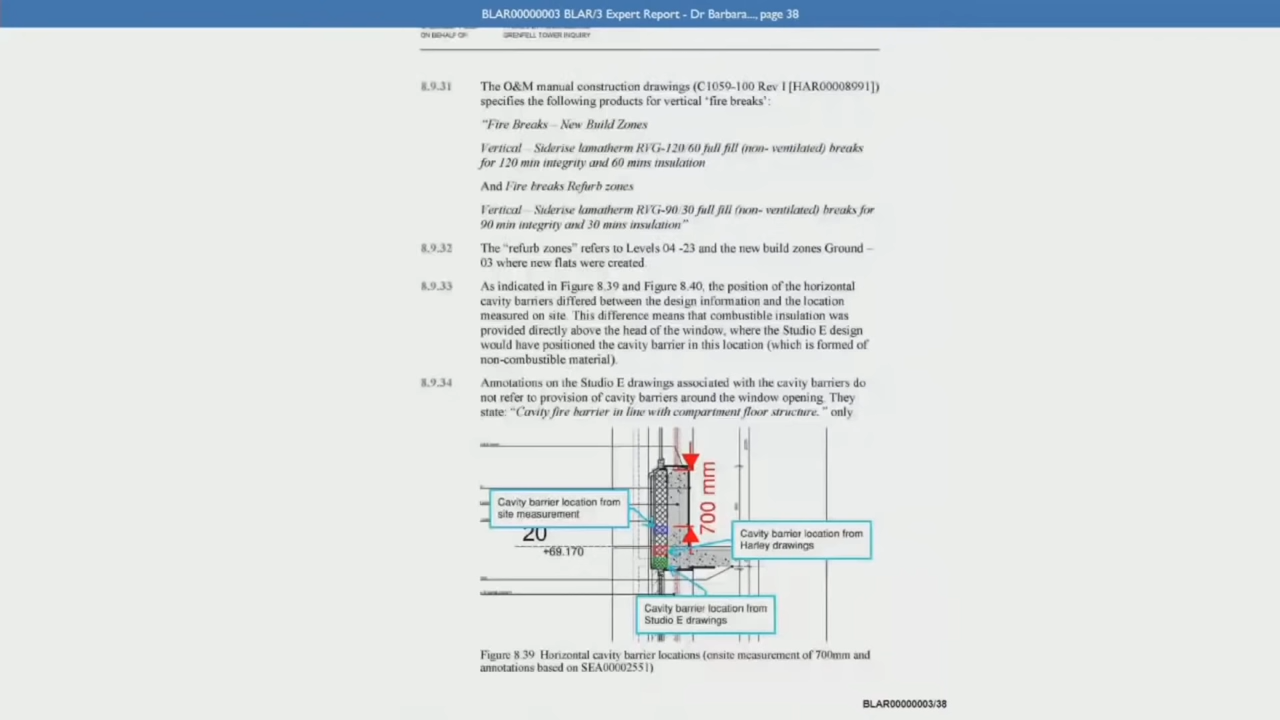 BLAR00000003 BLAR/3 Expert Report - Dr Barbara..., page 38
ON BEHALF OF: GRENFELL TOWER INQUIRY
8.9.31 The O&M manual construction drawings (C1059-100 Rev I [HAR00008991])
specifies the following products for vertical ‘fire breaks’:
“Fire Breaks – New Build Zones
Vertical – Siderise lamatherm RVG-120/60 full fill (non- ventilated) breaks
for 120 min integrity and 60 mins insulation
And Fire breaks Refurb zones
Vertical – Siderise lamatherm RVG-90/30 full fill (non- ventilated) breaks for
90 min integrity and 30 mins insulation”
8.9.32 The “refurb zones” refers to Levels 04 -23 and the new build zones Ground –
03 where new flats were created.
8.9.33 As indicated in Figure 8.39 and Figure 8.40, the position of the horizontal
cavity barriers differed between the design information and the location
measured on site. This difference means that combustible insulation was
provided directly above the head of the window, where the Studio E design
would have positioned the cavity barrier in this location (which is formed of
non-combustible material).
8.9.34 Annotations on the Studio E drawings associated with the cavity barriers do
not refer to provision of cavity barriers around the window opening. They
state: “Cavity fire barrier in line with compartment floor structure.” only
700 mm
Cavity barrier location from
site measurement
20
+69.170
Cavity barrier location from
Harley drawings
Cavity barrier location from
Studio E drawings
Figure 8.39 Horizontal cavity barrier locations (onsite measurement of 700mm and
annotations based on SEA00002551)
BLAR00000003/38